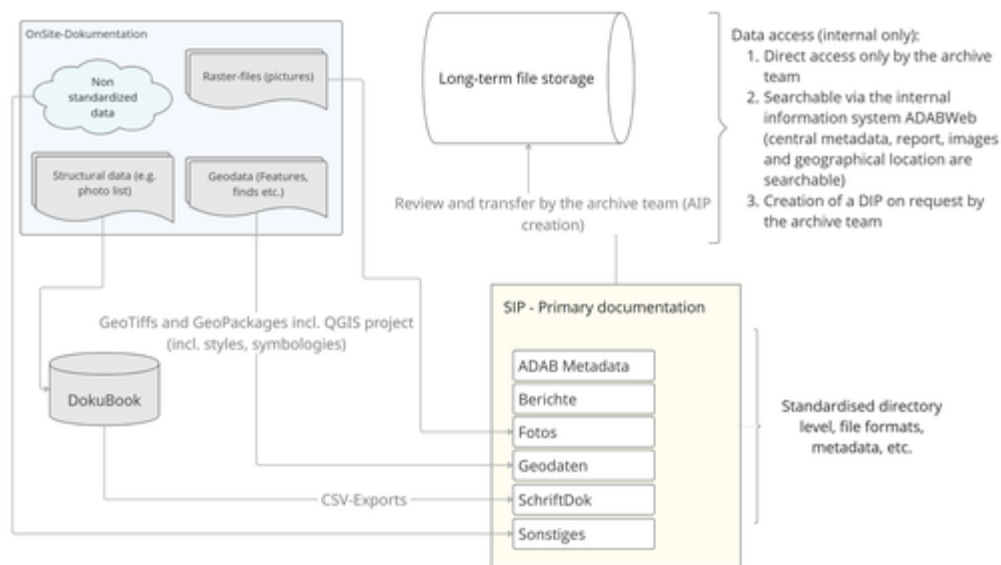 OnSite-Dokumentation
Non
standardized
data
Raster-files (pictures)
Structural data (e.g.
photo list)
Geodata (Features,
finds etc.)
Long-term file storage
Review and transfer by the archive team (AIP
creation)
Data access (internal only):
1. Direct access only by the archive
team
2. Searchable via the internal
information system ADABWeb
(central metadata, report, images
and geographical location are
searchable)
3. Creation of a DIP on request by
the archive team
GeoTiffs and GeoPackages incl. QGIS project
(incl. styles, symbologies)
DokuBook
CSV-Exports
SIP - Primary documentation
ADAB Metadata
Berichte
Fotos
Geodaten
SchriftDok
Sonstiges
Standardised directory
level, file formats,
metadata, etc.